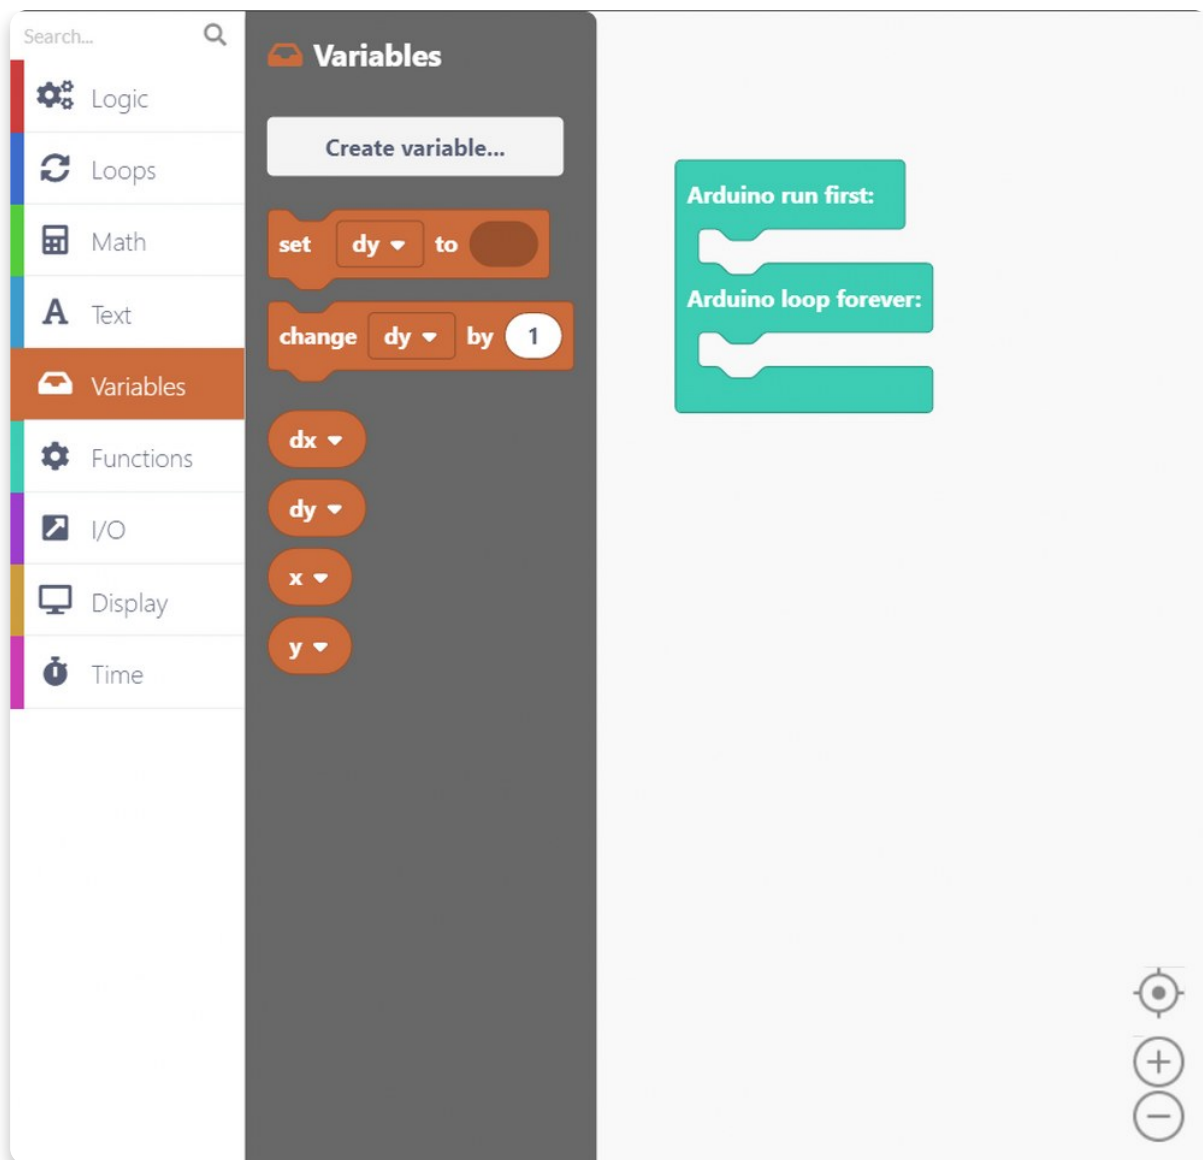 Search...
Logic
Loops
Math
Text
Variables
Functions
I/O
Display
Time
Variables
Create variable...
set dy to
change dy by 1
dx
dy
x
y
Arduino run first:
Arduino loop forever: